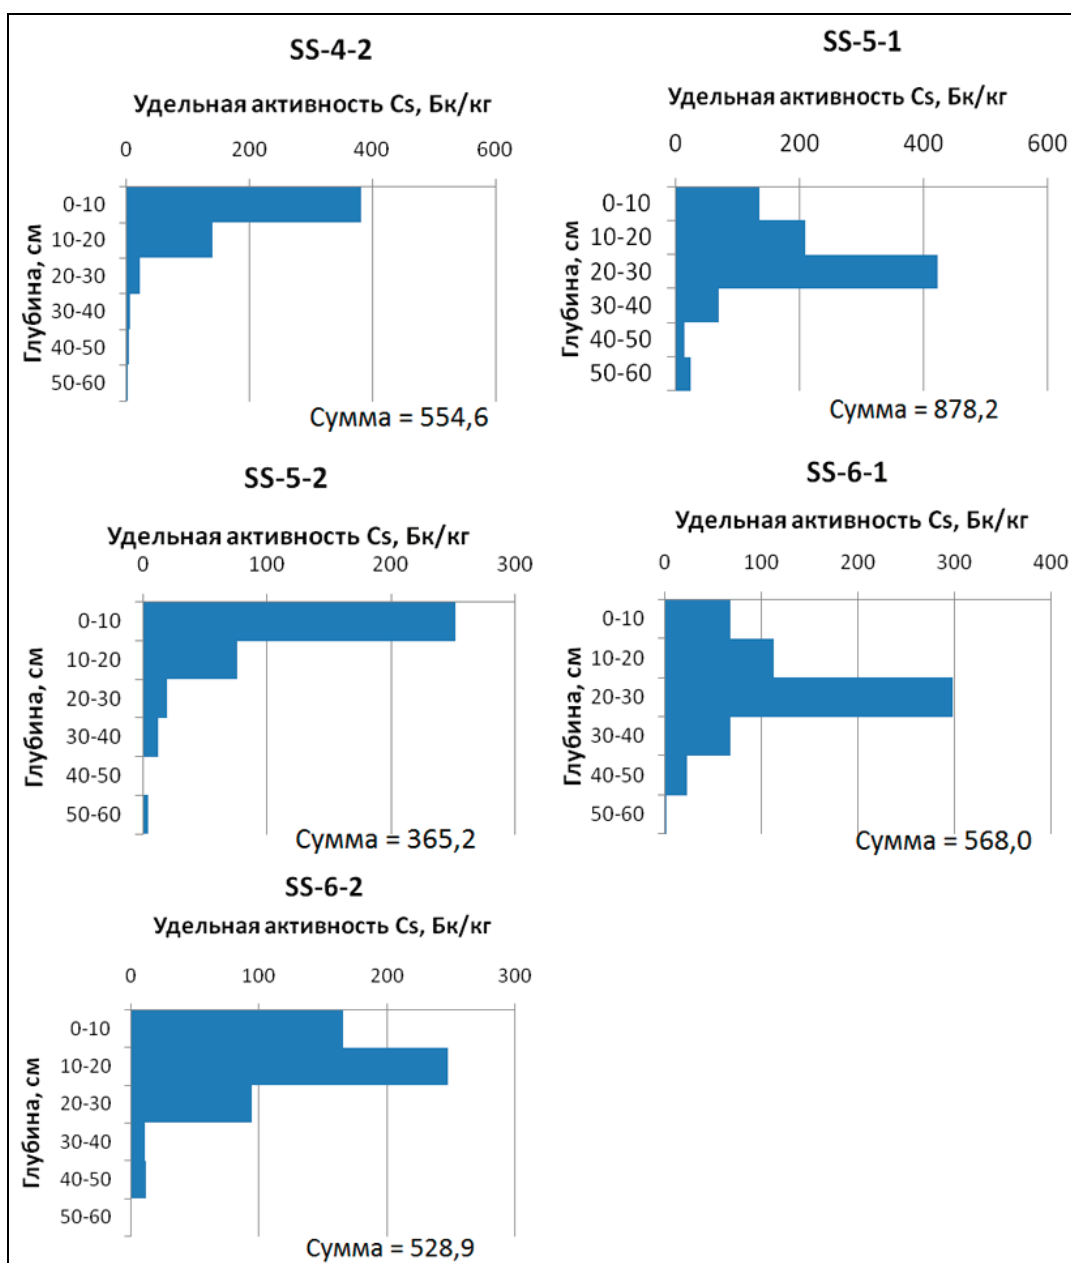 SS-4-2
Удельная активность Cs, Бк/кг
0 200 400 600
Глубина, см
0-10
10-20
20-30
30-40
40-50
50-60
Сумма = 554,6
SS-5-1
Удельная активность Cs, Бк/кг
0 200 400 600
Глубина, см
0-10
10-20
20-30
30-40
40-50
50-60
Сумма = 878,2
SS-5-2
Удельная активность Cs, Бк/кг
0 100 200 300
Глубина, см
0-10
10-20
20-30
30-40
40-50
50-60
Сумма = 365,2
SS-6-1
Удельная активность Cs, Бк/кг
0 100 200 300 400
Глубина, см
0-10
10-20
20-30
30-40
40-50
50-60
Сумма = 568,0
SS-6-2
Удельная активность Cs, Бк/кг
0 100 200 300
Глубина, см
0-10
10-20
20-30
30-40
40-50
50-60
Сумма = 528,9